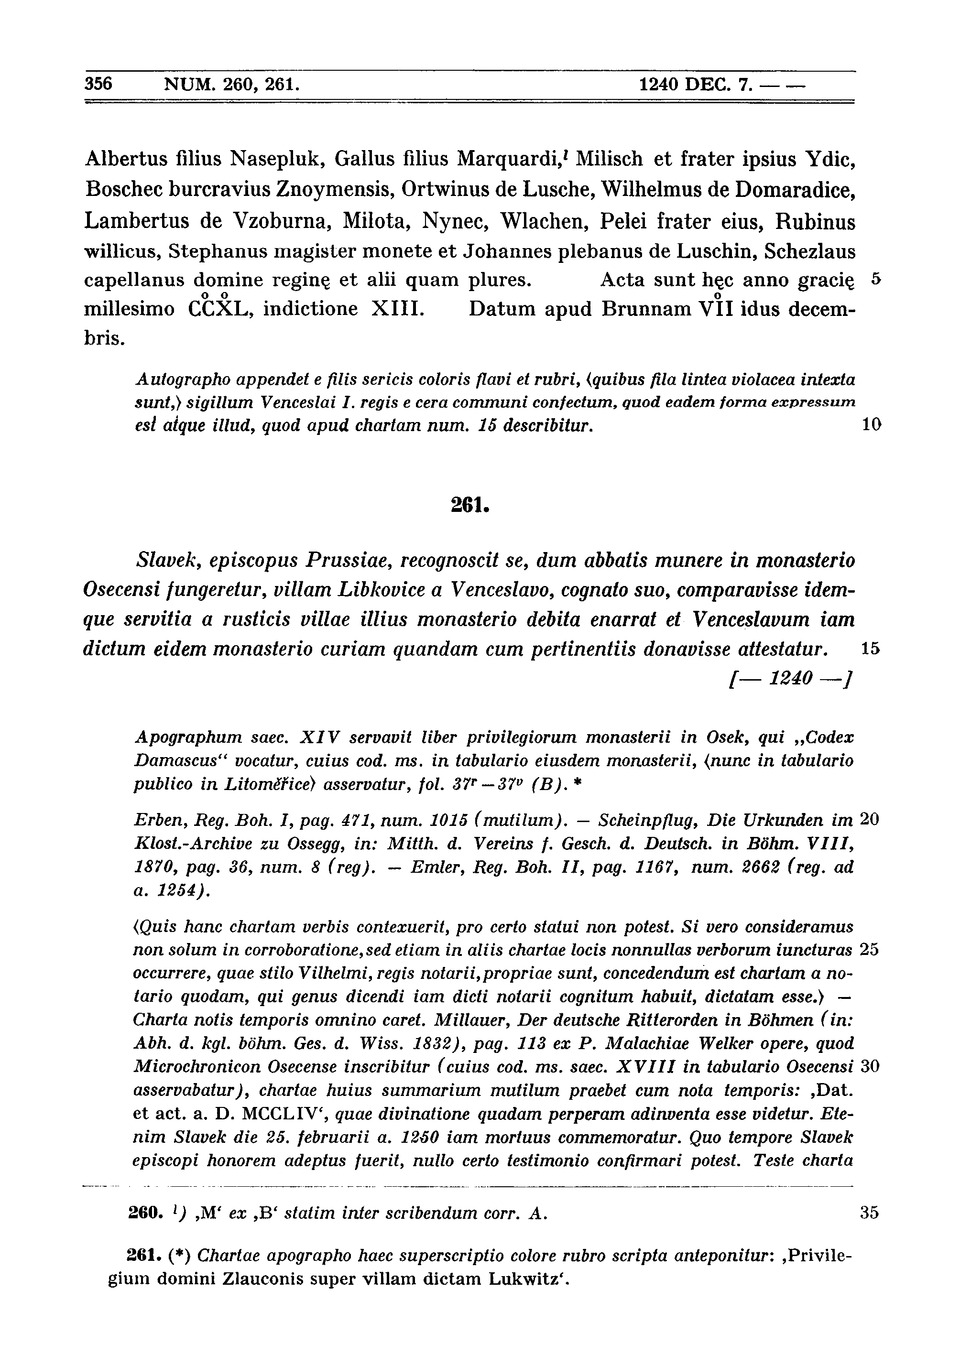 356 NUM. 260, 261. 1240 DEC. 7. — —
Albertus filius Nasepluk, Gallus filius Marquardi,¹ Milisch et frater ipsius Ydic,
Boschec burcravius Znoymensis, Ortwinus de Lusche, Wilhelmus de Domaradice,
Lambertus de Vzoburna, Milota, Nynec, Wlachen, Pelei frater eius, Rubinus
willicus, Stephanus magister monete et Johannes plebanus de Luschin, Schezlaus
capellanus domine reginę et alii quam plures. Acta sunt hęc anno gracię 5
millesimo CC̊X̊L, indictione XIII. Datum apud Brunnam VI̊I idus decem-
bris.
Autographo appendet e filis sericis coloris flavi et rubri, ⟨quibus fila lintea violacea intexta
sunt,⟩ sigillum Venceslai I. regis e cera communi confectum, quod eadem forma expressum
est atque illud, quod apud chartam num. 15 describitur. 10
261.
Slavek, episcopus Prussiae, recognoscit se, dum abbatis munere in monasterio
Osecensi fungeretur, villam Libkovice a Venceslavo, cognato suo, comparavisse idem-
que servitia a rusticis villae illius monasterio debita enarrat et Venceslavum iam
dictum eidem monasterio curiam quandam cum pertinentiis donavisse attestatur. 15
[— 1240 —]
Apographum saec. XIV servavit liber privilegiorum monasterii in Osek, qui „Codex
Damascus“ vocatur, cuius cod. ms. in tabulario eiusdem monasterii, ⟨nunc in tabulario
publico in Litoměřice⟩ asservatur, fol. 37ʳ—37ᵛ (B). *
Erben, Reg. Boh. I, pag. 471, num. 1015 (mutilum). — Scheinpflug, Die Urkunden im 20
Klost.-Archive zu Ossegg, in: Mitth. d. Vereins f. Gesch. d. Deutsch. in Böhm. VIII,
1870, pag. 36, num. 8 (reg). — Emler, Reg. Boh. II, pag. 1167, num. 2662 (reg. ad
a. 1254).
⟨Quis hanc chartam verbis contexuerit, pro certo statui non potest. Si vero consideramus
non solum in corroboratione, sed etiam in aliis chartae locis nonnullas verborum iuncturas 25
occurrere, quae stilo Vilhelmi, regis notarii, propriae sunt, concedendum est chartam a no-
tario quodam, qui genus dicendi iam dicti notarii cognitum habuit, dictatam esse.⟩ —
Charta notis temporis omnino caret. Millauer, Der deutsche Ritterorden in Böhmen (in:
Abh. d. kgl. böhm. Ges. d. Wiss. 1832), pag. 113 ex P. Malachiae Welker opere, quod
Microchronicon Osecense inscribitur (cuius cod. ms. saec. XVIII in tabulario Osecensi 30
asservabatur), chartae huius summarium mutilum praebet cum nota temporis: ‚Dat.
et act. a. D. MCCLIV‘, quae divinatione quadam perperam adinventa esse videtur. Ete-
nim Slavek die 25. februarii a. 1250 iam mortuus commemoratur. Quo tempore Slavek
episcopi honorem adeptus fuerit, nullo certo testimonio confirmari potest. Teste charta
260. ¹) ‚M‘ ex ‚B‘ statim inter scribendum corr. A. 35
261. (*) Chartae apographo haec superscriptio colore rubro scripta anteponitur: ‚Privile-
gium domini Zlauconis super villam dictam Lukwitz‘.